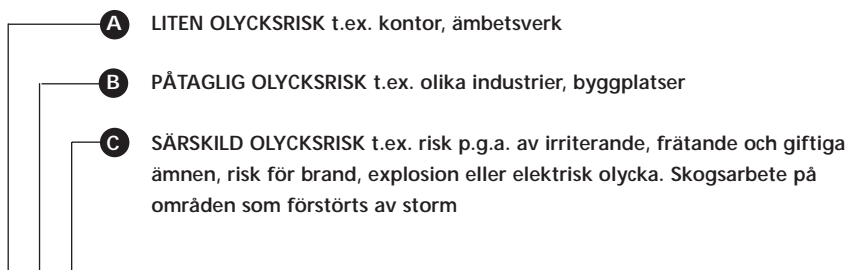 A LITEN OLYCKSRISK t.ex. kontor, ämbetsverk
B PÅTAGLIG OLYCKSRISK t.ex. olika industrier, byggplatser
C SÄRSKILD OLYCKSRISK t.ex. risk p.g.a. av irriterande, frätande och giftiga
ämnen, risk för brand, explosion eller elektrisk olycka. Skogsarbete på
områden som förstörts av storm